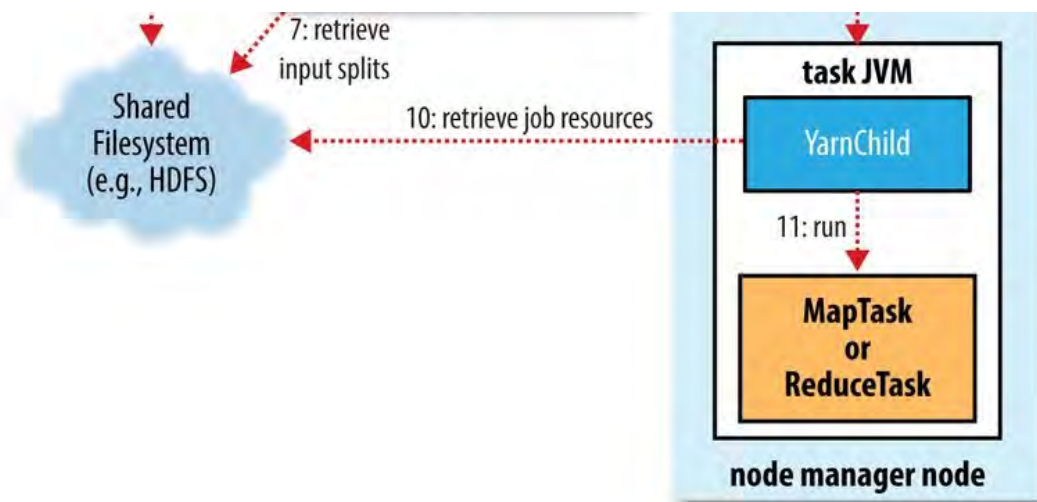 7: retrieve
input splits
Shared
Filesystem
(e.g., HDFS)
10: retrieve job resources
task JVM
YarnChild
11: run
MapTask
or
ReduceTask
node manager node